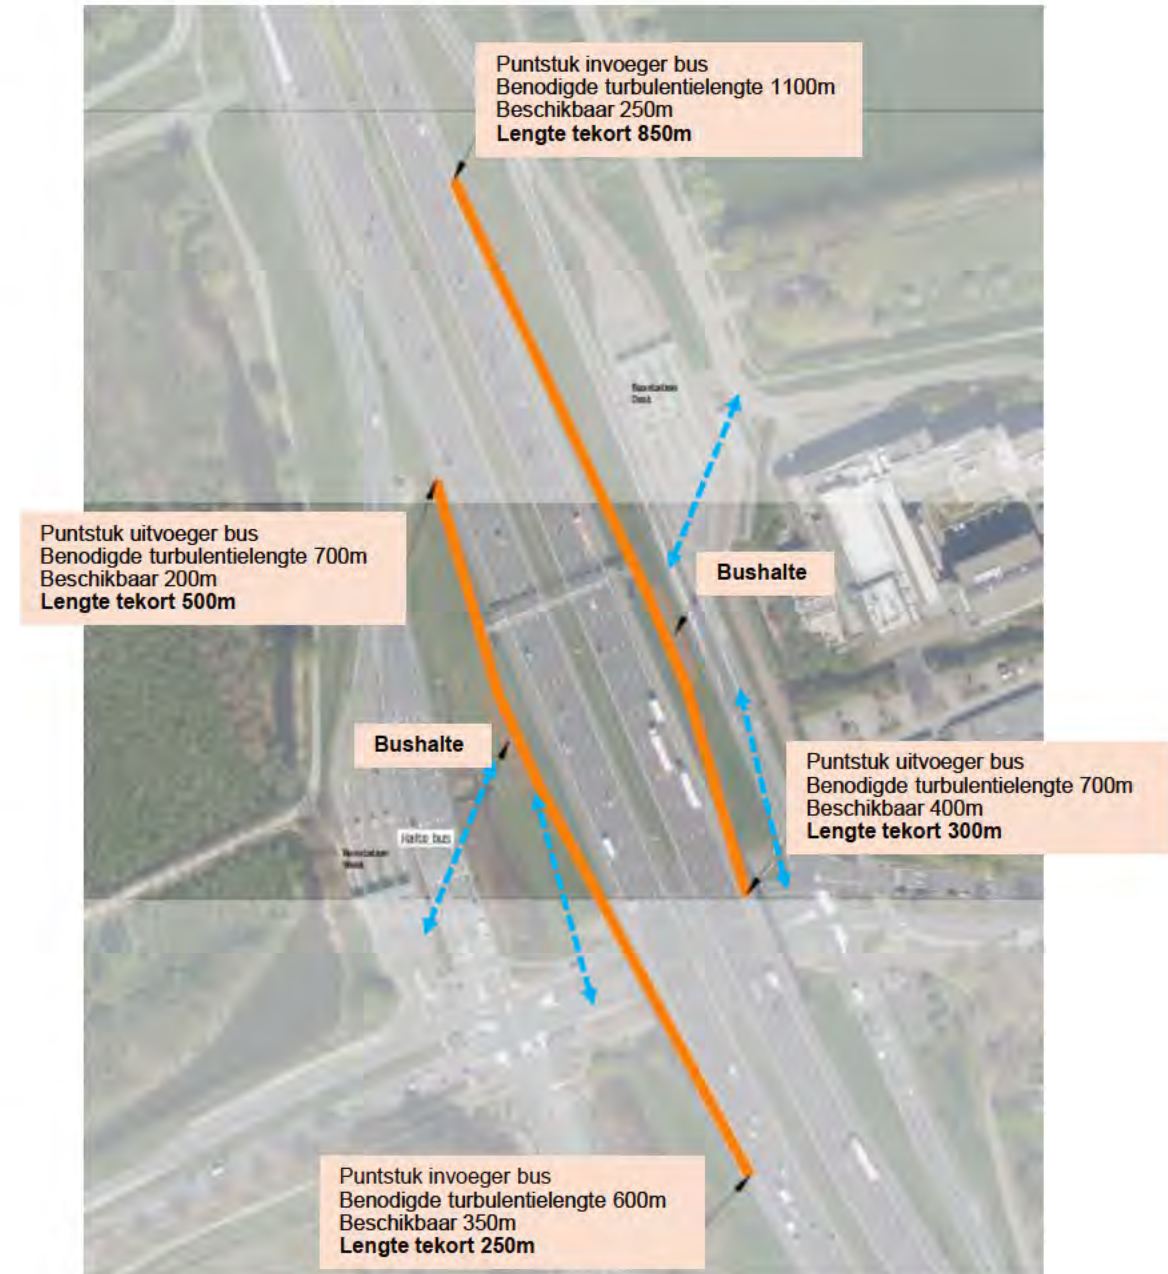 Puntstuk invoeger bus
Benodigde turbulentielengte 1100m
Beschikbaar 250m
Lengte tekort 850m
Puntstuk uitvoeger bus
Benodigde turbulentielengte 700m
Beschikbaar 200m
Lengte tekort 500m
Bushalte
Bushalte
Puntstuk uitvoeger bus
Benodigde turbulentielengte 700m
Beschikbaar 400m
Lengte tekort 300m
Halte bus
Puntstuk invoeger bus
Benodigde turbulentielengte 600m
Beschikbaar 350m
Lengte tekort 250m